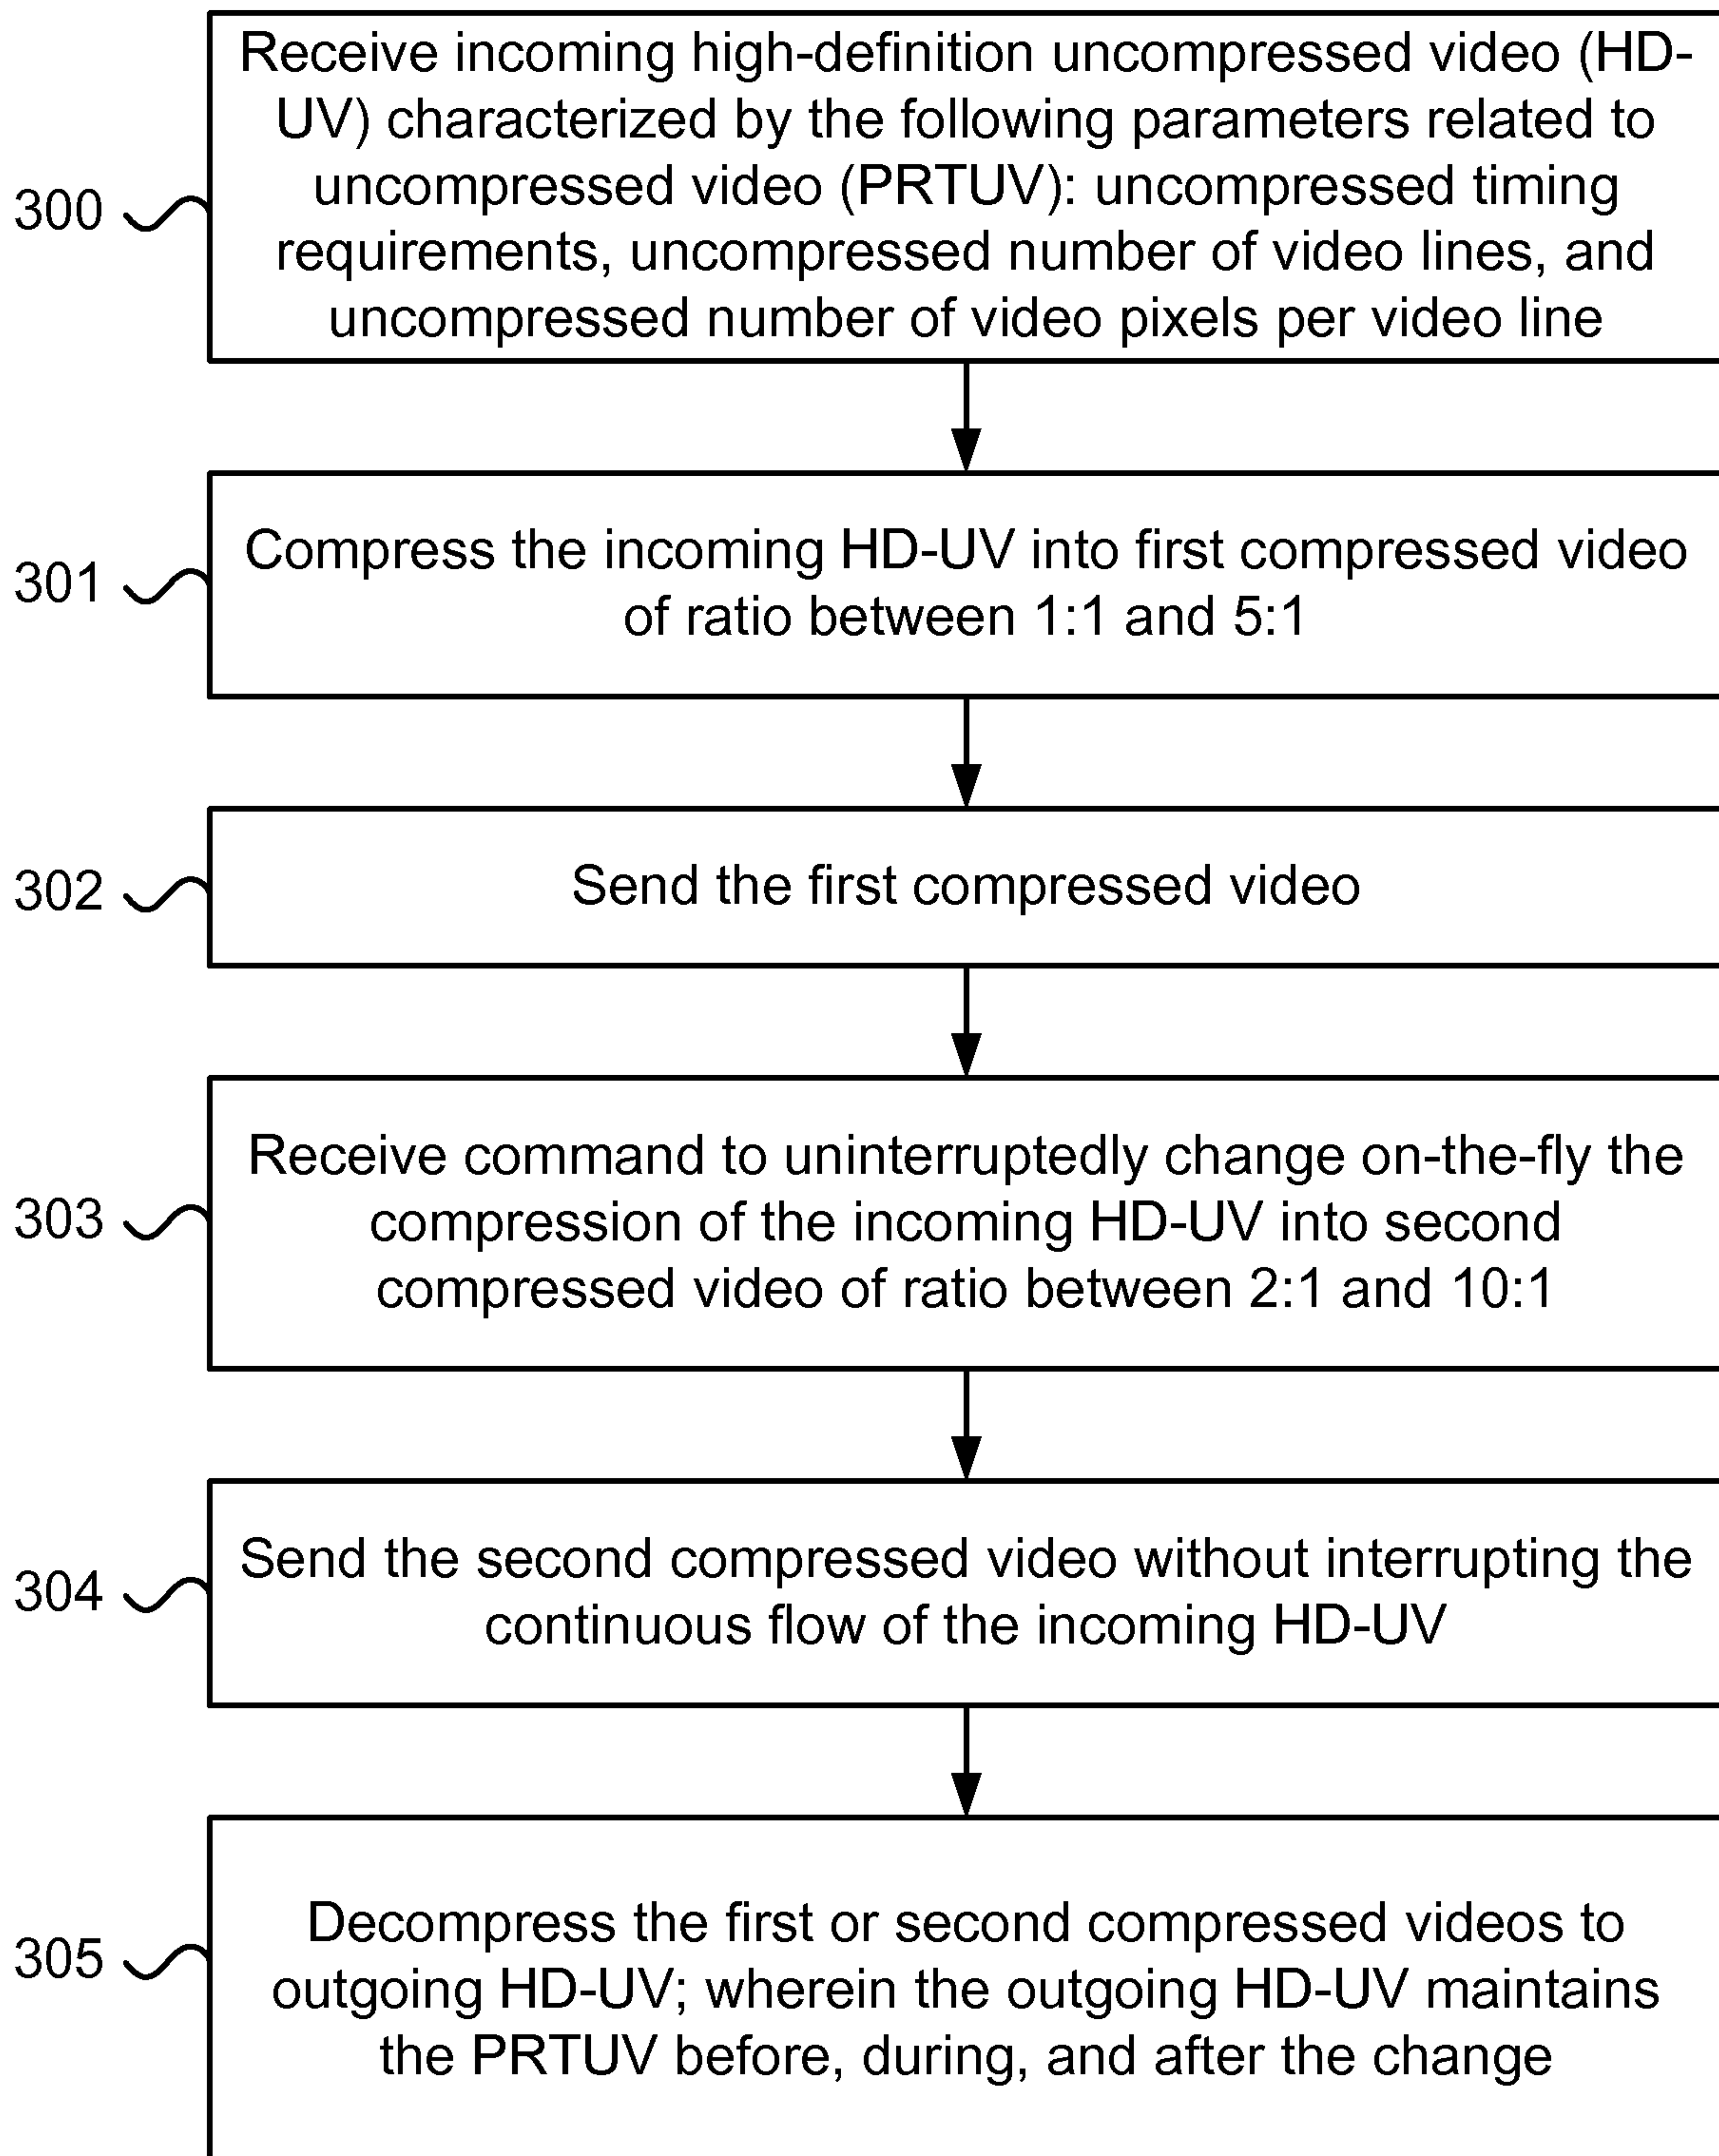 Receive incoming high-definition uncompressed video (HD-
UV) characterized by the following parameters related to
uncompressed video (PRTUV): uncompressed timing
requirements, uncompressed number of video lines, and
uncompressed number of video pixels per video line
300
Compress the incoming HD-UV into first compressed video
of ratio between 1:1 and 5:1
301
Send the first compressed video
302
Receive command to uninterruptedly change on-the-fly the
compression of the incoming HD-UV into second
compressed video of ratio between 2:1 and 10:1
303
Send the second compressed video without interrupting the
continuous flow of the incoming HD-UV
304
Decompress the first or second compressed videos to
outgoing HD-UV; wherein the outgoing HD-UV maintains
the PRTUV before, during, and after the change
305